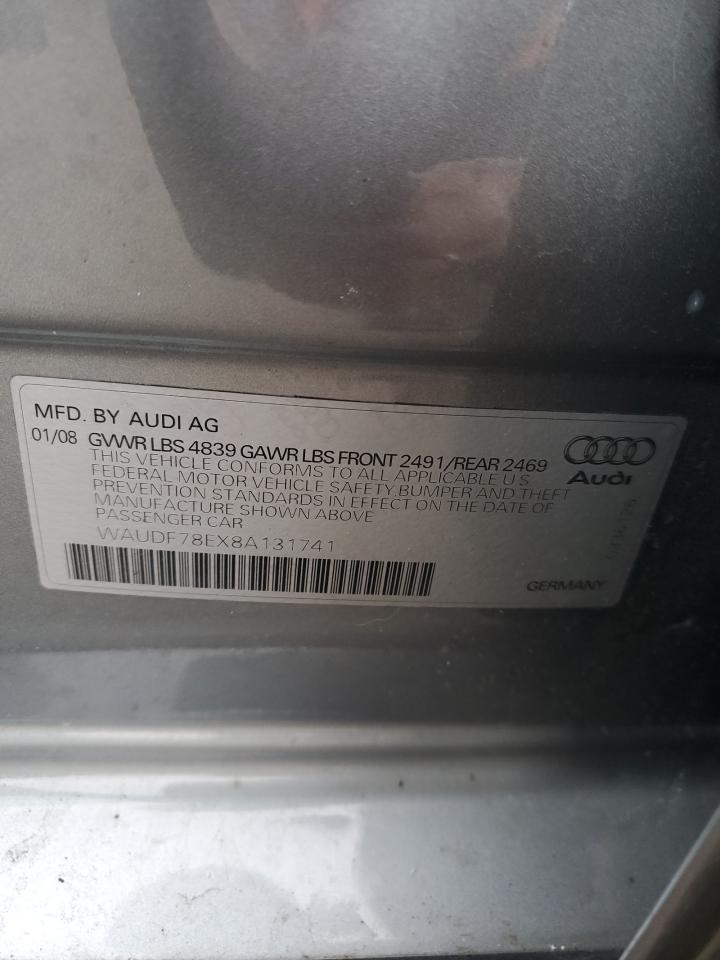 MFD. BY AUDI AG
01/08 GVWR LBS 4839 GAWR LBS FRONT 2491/REAR 2469
THIS VEHICLE CONFORMS TO ALL APPLICABLE U S
FEDERAL MOTOR VEHICLE SAFETY,BUMPER AND THEFT
PREVENTION STANDARDS IN EFFECT ON THE DATE OF
MANUFACTURE SHOWN ABOVE
PASSENGER CAR
WAUDF78EX8A131741
Audi
GERMANY